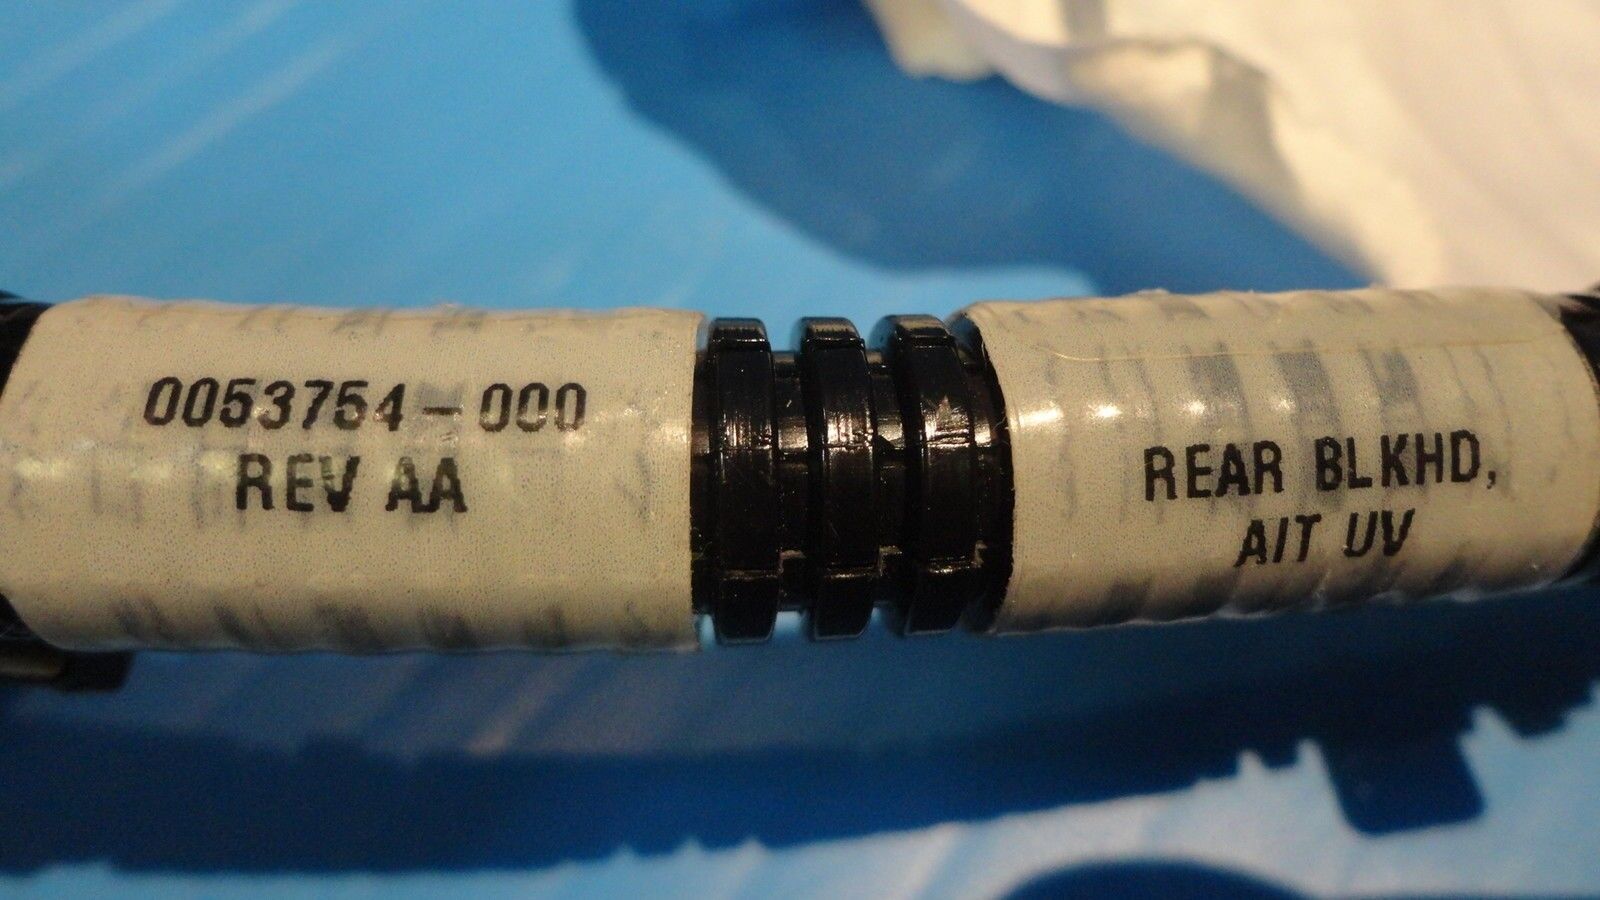 0053754-000
REV AA
REAR BLKHD,
AIT UV